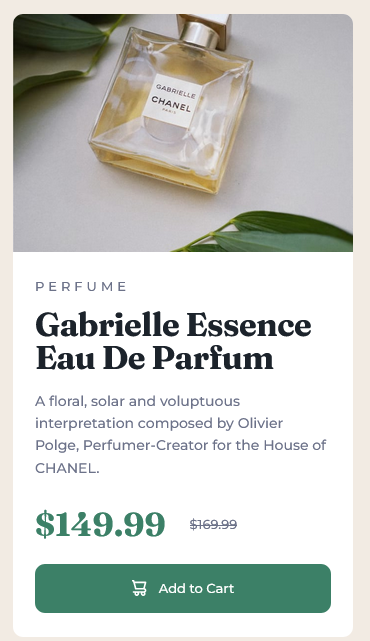 GABRIELLE
CHANEL
PARIS
PERFUME
Gabrielle Essence
Eau De Parfum
A floral, solar and voluptuous
interpretation composed by Olivier
Polge, Perfumer-Creator for the House of
CHANEL.
$149.99 $169.99
Add to Cart